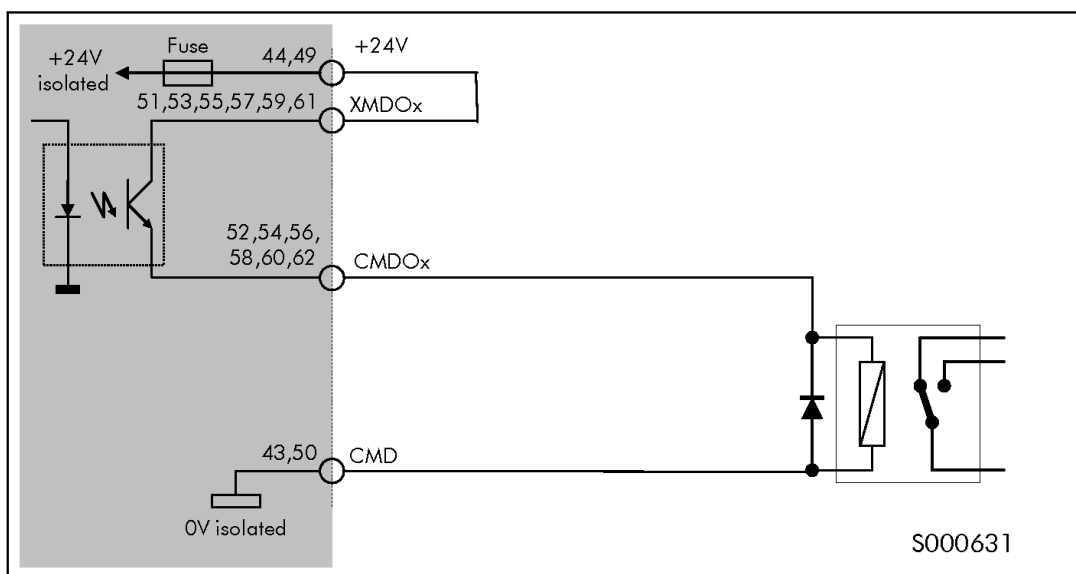 +24V
isolated
Fuse
44,49
+24V
51,53,55,57,59,61
XMDOx
52,54,56,
58,60,62
CMDOx
43,50
CMD
0V isolated
S000631